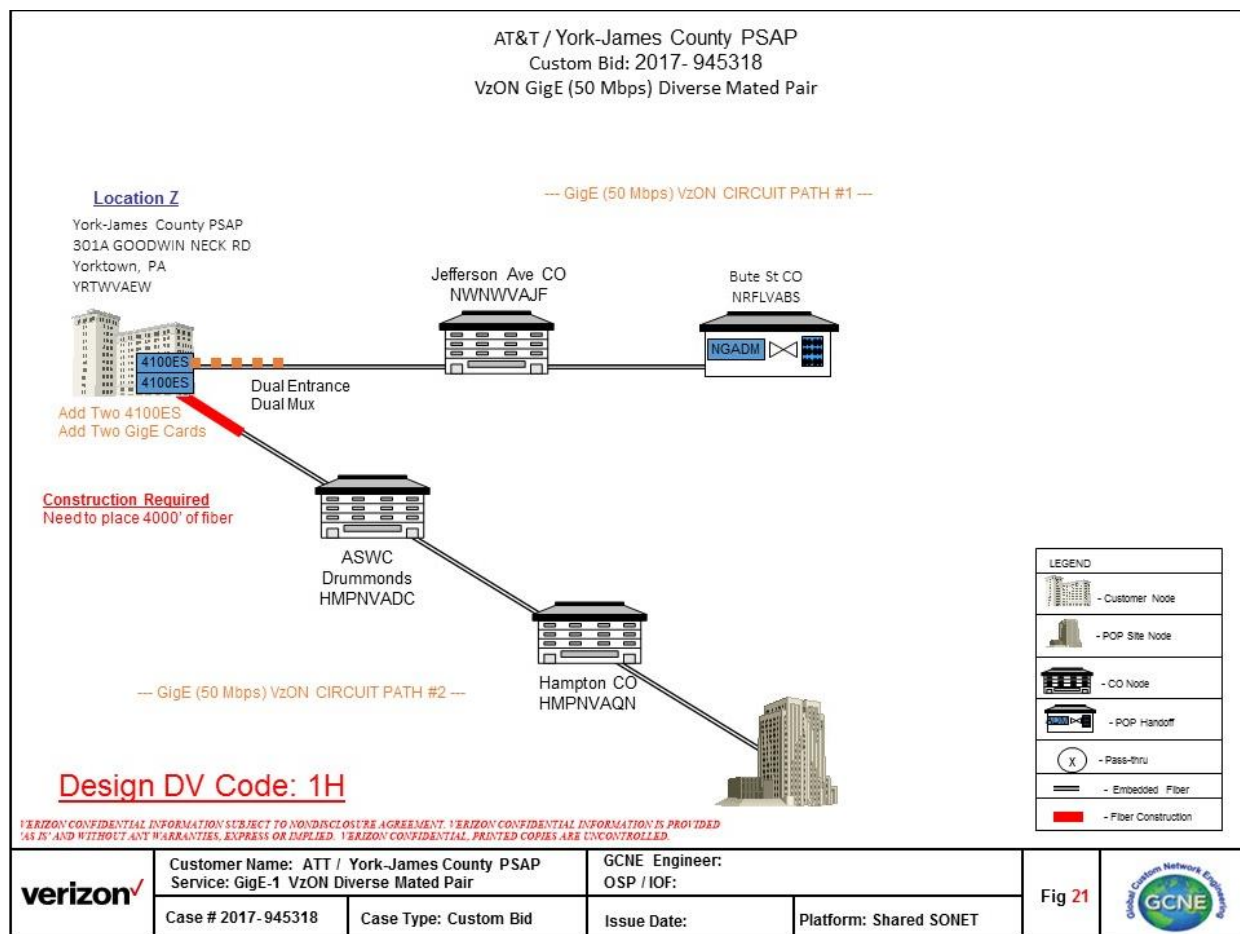 AT&T / York-James County PSAP
Custom Bid: 2017- 945318
VzON GigE (50 Mbps) Diverse Mated Pair
--- GigE (50 Mbps) VzON CIRCUIT PATH #1 ---
Location Z
York-James County PSAP
301A GOODWIN NECK RD
Yorktown, PA
YRTWVAEW
Jefferson Ave CO
NWNWVAJF
Bute St CO
NRFLVABS
4100ES
4100ES
NGADM
Dual Entrance
Dual Mux
Add Two 4100ES
Add Two GigE Cards
Construction Required
Need to place 4000' of fiber
ASWC
Drummonds
HMPNVADC
Hampton CO
HMPNVAQN
--- GigE (50 Mbps) VzON CIRCUIT PATH #2 ---
Design DV Code: 1H
LEGEND
- Customer Node
- POP Site Node
- CO Node
- POP Handoff
X - Pass-thru
- Embedded Fiber
- Fiber Construction
VERIZON CONFIDENTIAL INFORMATION SUBJECT TO NONDISCLOSURE AGREEMENT. VERIZON CONFIDENTIAL INFORMATION IS PROVIDED
'AS IS' AND WITHOUT ANY WARRANTIES, EXPRESS OR IMPLIED. VERIZON CONFIDENTIAL, PRINTED COPIES ARE UNCONTROLLED.
verizon
Customer Name: ATT / York-James County PSAP
Service: GigE-1 VzON Diverse Mated Pair
GCNE Engineer:
OSP / IOF:
Case # 2017- 945318
Case Type: Custom Bid
Issue Date:
Platform: Shared SONET
Fig 21
Global Custom Network Engineering
GCNE